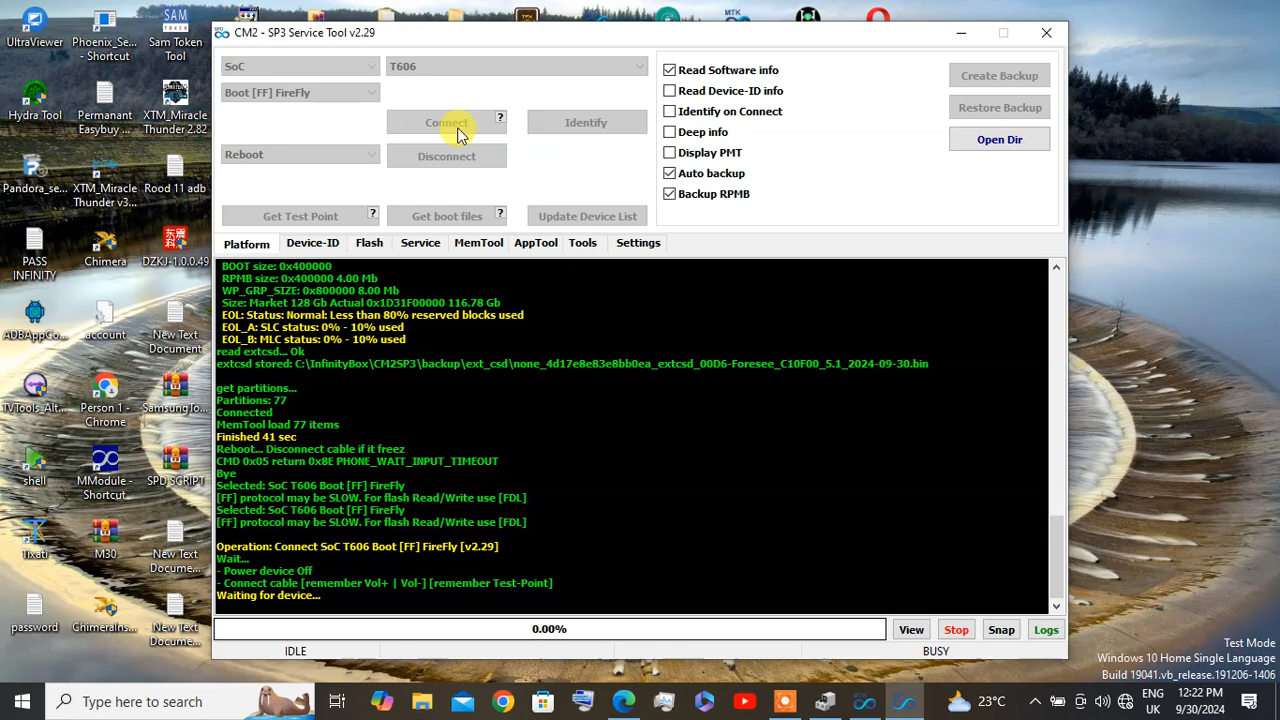 UltraViewer
Phoenix_Se...
- Shortcut
Sam Token
Tool
SAM
TOKEN
MTK
CM2 - SP3 Service Tool v2.29
SoC
T606
Boot [FF] FireFly
Connect
?
Identify
Reboot
Disconnect
Get Test Point
?
Get boot files
?
Update Device List
Read Software info
Read Device-ID info
Identify on Connect
Deep info
Display PMT
Auto backup
Backup RPMB
Create Backup
Restore Backup
Open Dir
Platform
Device-ID
Flash
Service
MemTool
AppTool
Tools
Settings
BOOT size: 0x400000
RPMB size: 0x400000 4.00 Mb
WP_GRP_SIZE: 0x800000 8.00 Mb
Size: Market 128 Gb Actual 0x1D31F00000 116.78 Gb
EOL: Status: Normal: Less than 80% reserved blocks used
EOL_A: SLC status: 0% - 10% used
EOL_B: MLC status: 0% - 10% used
read extcsd... Ok
extcsd stored: C:\InfinityBox\CM2SP3\backup\ext_csd\none_4d17e8e83e8bb0ea_extcsd_00D6-Foresee_C10F00_5.1_2024-09-30.bin
get partitions...
Partitions: 77
Connected
MemTool load 77 items
Finished 41 sec
Reboot... Disconnect cable if it freez
CMD 0x05 return 0x8E PHONE_WAIT_INPUT_TIMEOUT
Bye
Selected: SoC T606 Boot [FF] FireFly
[FF] protocol may be SLOW. For flash Read/Write use [FDL]
Selected: SoC T606 Boot [FF] FireFly
[FF] protocol may be SLOW. For flash Read/Write use [FDL]
Operation: Connect SoC T606 Boot [FF] FireFly [v2.29]
Wait...
- Power device Off
- Connect cable [remember Vol+ | Vol-] [remember Test-Point]
Waiting for device...
0.00%
View
Stop
Snap
Logs
IDLE
BUSY
Hydra Tool
Permanant
Easybuy ...
XTM_Miracle
Thunder 2.82
Pandora_se...
XTM_Miracle
Thunder v3...
Rood 11 adb
PASS
INFINITY
Chimera
东震
科
DZKJ-1.0.0.49
ADBAppCo...
account
New Text
Document
TVTools_Alt...
Person 1 -
Chrome
SamsungTo...
shell
MModule -
Shortcut
SPD SCRIPT
Tixati
M30
New Text
Docume...
password
ChimeraIns...
New Text
Docume...
Test Mode
Windows 10 Home Single Language
Build 19041.vb_release.191206-1406
Type here to search
23°C
ENG
UK
12:22 PM
9/30/2024